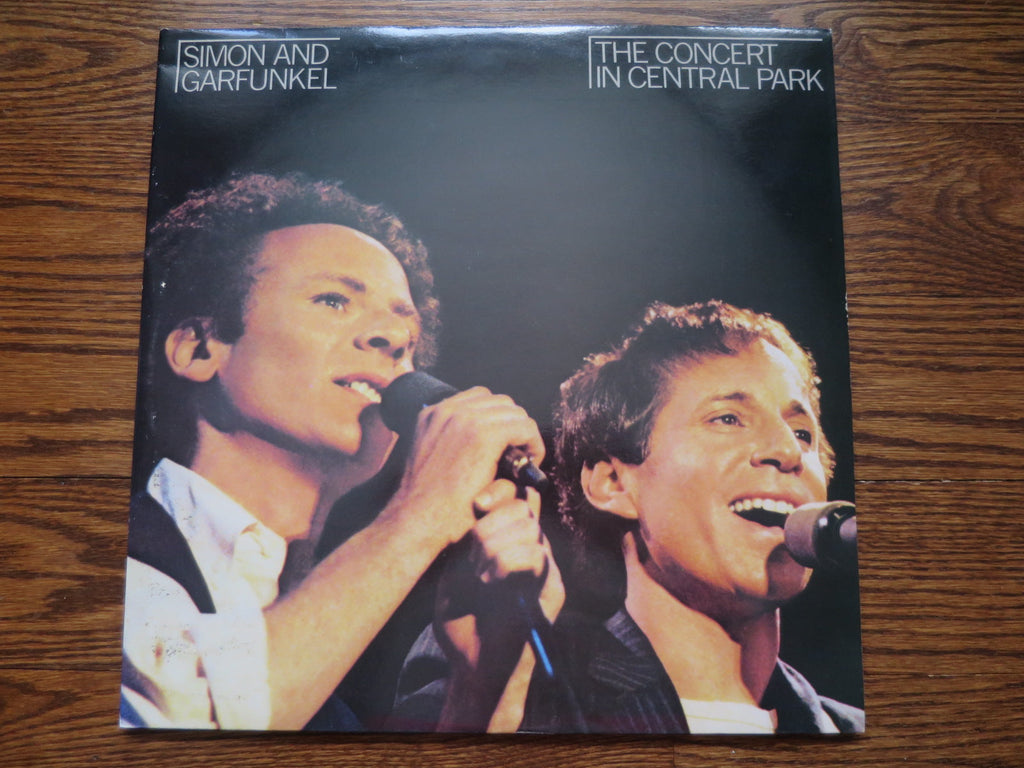 SIMON AND
GARFUNKEL
THE CONCERT
IN CENTRAL PARK